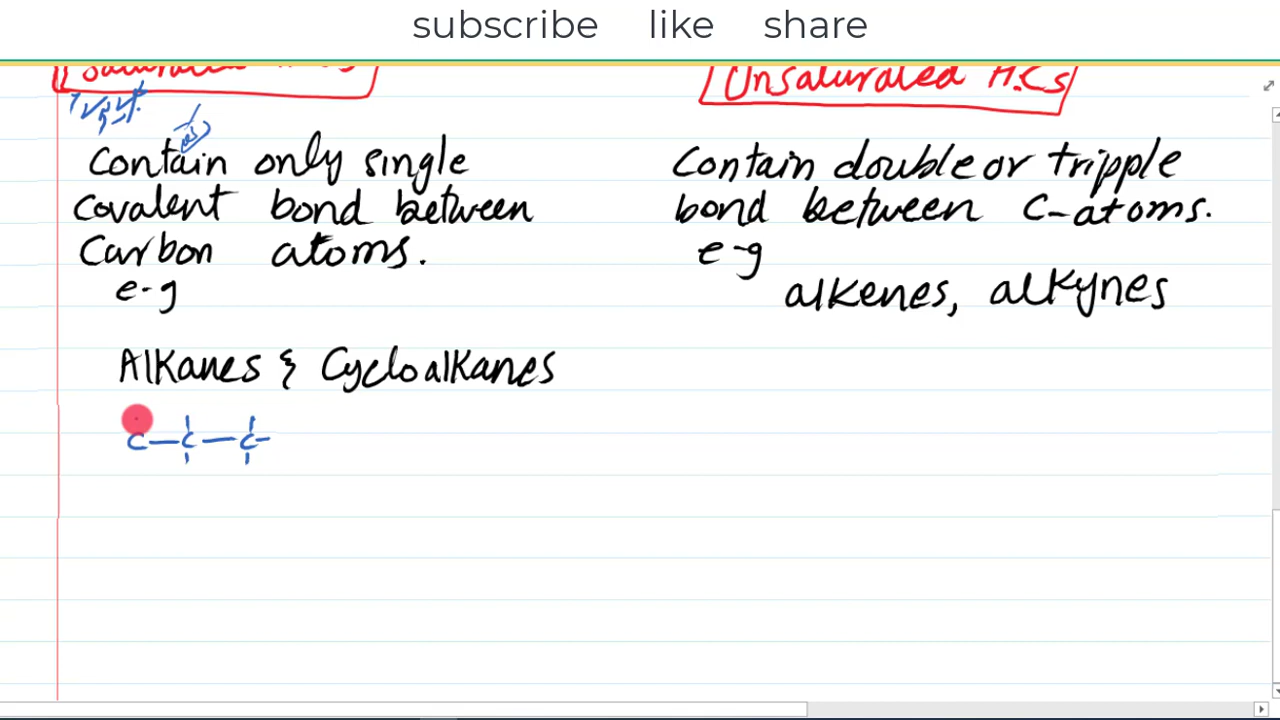 subscribe like share
Saturated
Unsaturated H.Cs
Contain only single
covalent bond between
Carbon atoms.
e-g
Alkanes & Cycloalkanes
C-C-C-
Contain double or tripple
bond between C-atoms.
e-g
alkenes, alkynes